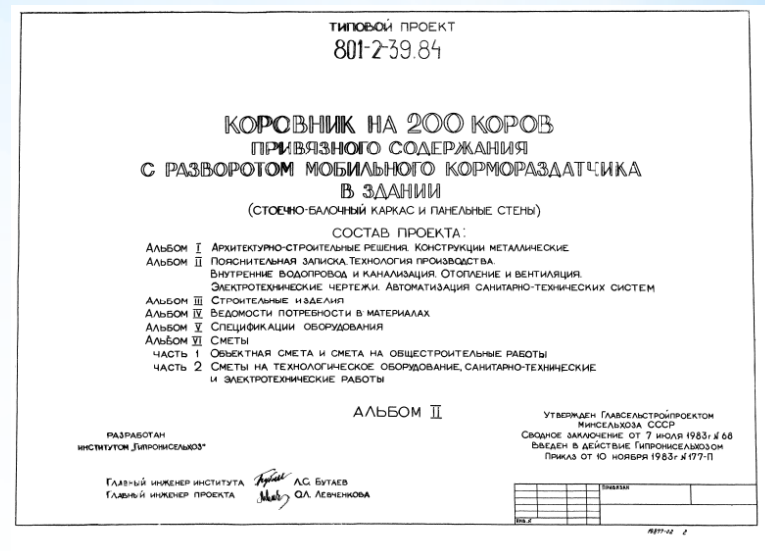 ТИПОВОЙ ПРОЕКТ
801-2-39.84
КОРОВНИК НА 200 КОРОВ
ПРИВЯЗНОГО СОДЕРЖАНИЯ
С РАЗВОРОТОМ МОБИЛЬНОГО КОРМОРАЗДАТЧИКА
В ЗДАНИИ
(СТОЕЧНО-БАЛОЧНЫЙ КАРКАС И ПАНЕЛЬНЫЕ СТЕНЫ)
СОСТАВ ПРОЕКТА:
АЛЬБОМ I АРХИТЕКТУРНО-СТРОИТЕЛЬНЫЕ РЕШЕНИЯ. КОНСТРУКЦИИ МЕТАЛЛИЧЕСКИЕ
АЛЬБОМ II ПОЯСНИТЕЛЬНАЯ ЗАПИСКА. ТЕХНОЛОГИЯ ПРОИЗВОДСТВА.
ВНУТРЕННИЕ ВОДОПРОВОД И КАНАЛИЗАЦИЯ. ОТОПЛЕНИЕ И ВЕНТИЛЯЦИЯ.
ЭЛЕКТРОТЕХНИЧЕСКИЕ ЧЕРТЕЖИ. АВТОМАТИЗАЦИЯ САНИТАРНО-ТЕХНИЧЕСКИХ СИСТЕМ
АЛЬБОМ III СТРОИТЕЛЬНЫЕ ИЗДЕЛИЯ
АЛЬБОМ IV ВЕДОМОСТИ ПОТРЕБНОСТИ В МАТЕРИАЛАХ
АЛЬБОМ V СПЕЦИФИКАЦИИ ОБОРУДОВАНИЯ
АЛЬБОМ VI СМЕТЫ
ЧАСТЬ 1 ОБЪЕКТНАЯ СМЕТА И СМЕТА НА ОБЩЕСТРОИТЕЛЬНЫЕ РАБОТЫ
ЧАСТЬ 2 СМЕТЫ НА ТЕХНОЛОГИЧЕСКОЕ ОБОРУДОВАНИЕ, САНИТАРНО-ТЕХНИЧЕСКИЕ
И ЭЛЕКТРОТЕХНИЧЕСКИЕ РАБОТЫ
АЛЬБОМ II
РАЗРАБОТАН
ИНСТИТУТОМ „ГИПРОНИСЕЛЬХОЗ"
ГЛАВНЫЙ ИНЖЕНЕР ИНСТИТУТА Л.С. БУТАЕВ
ГЛАВНЫЙ ИНЖЕНЕР ПРОЕКТА О.Л. ЛЕВЧЕНКОВА
УТВЕРЖДЕН ГЛАВСЕЛЬСТРОЙПРОЕКТОМ
МИНСЕЛЬХОЗА СССР
СВОДНОЕ ЗАКЛЮЧЕНИЕ ОТ 7 ИЮЛЯ 1983г №68
ВВЕДЕН В ДЕЙСТВИЕ ГИПРОНИСЕЛЬХОЗОМ
ПРИКАЗ ОТ 10 НОЯБРЯ 1983г №177-П
ПРИВЯЗАН
ИНВ.№